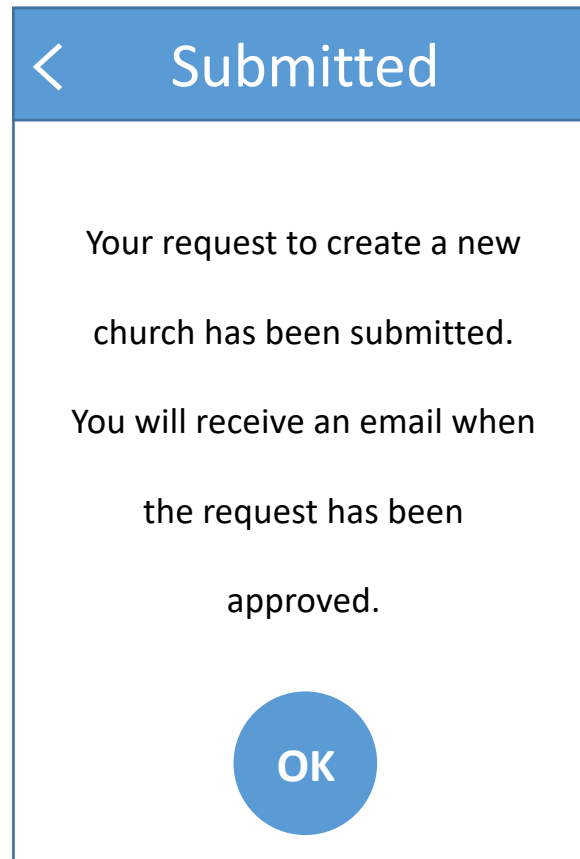 Submitted
Your request to create a new
church has been submitted.
You will receive an email when
the request has been
approved.
OK